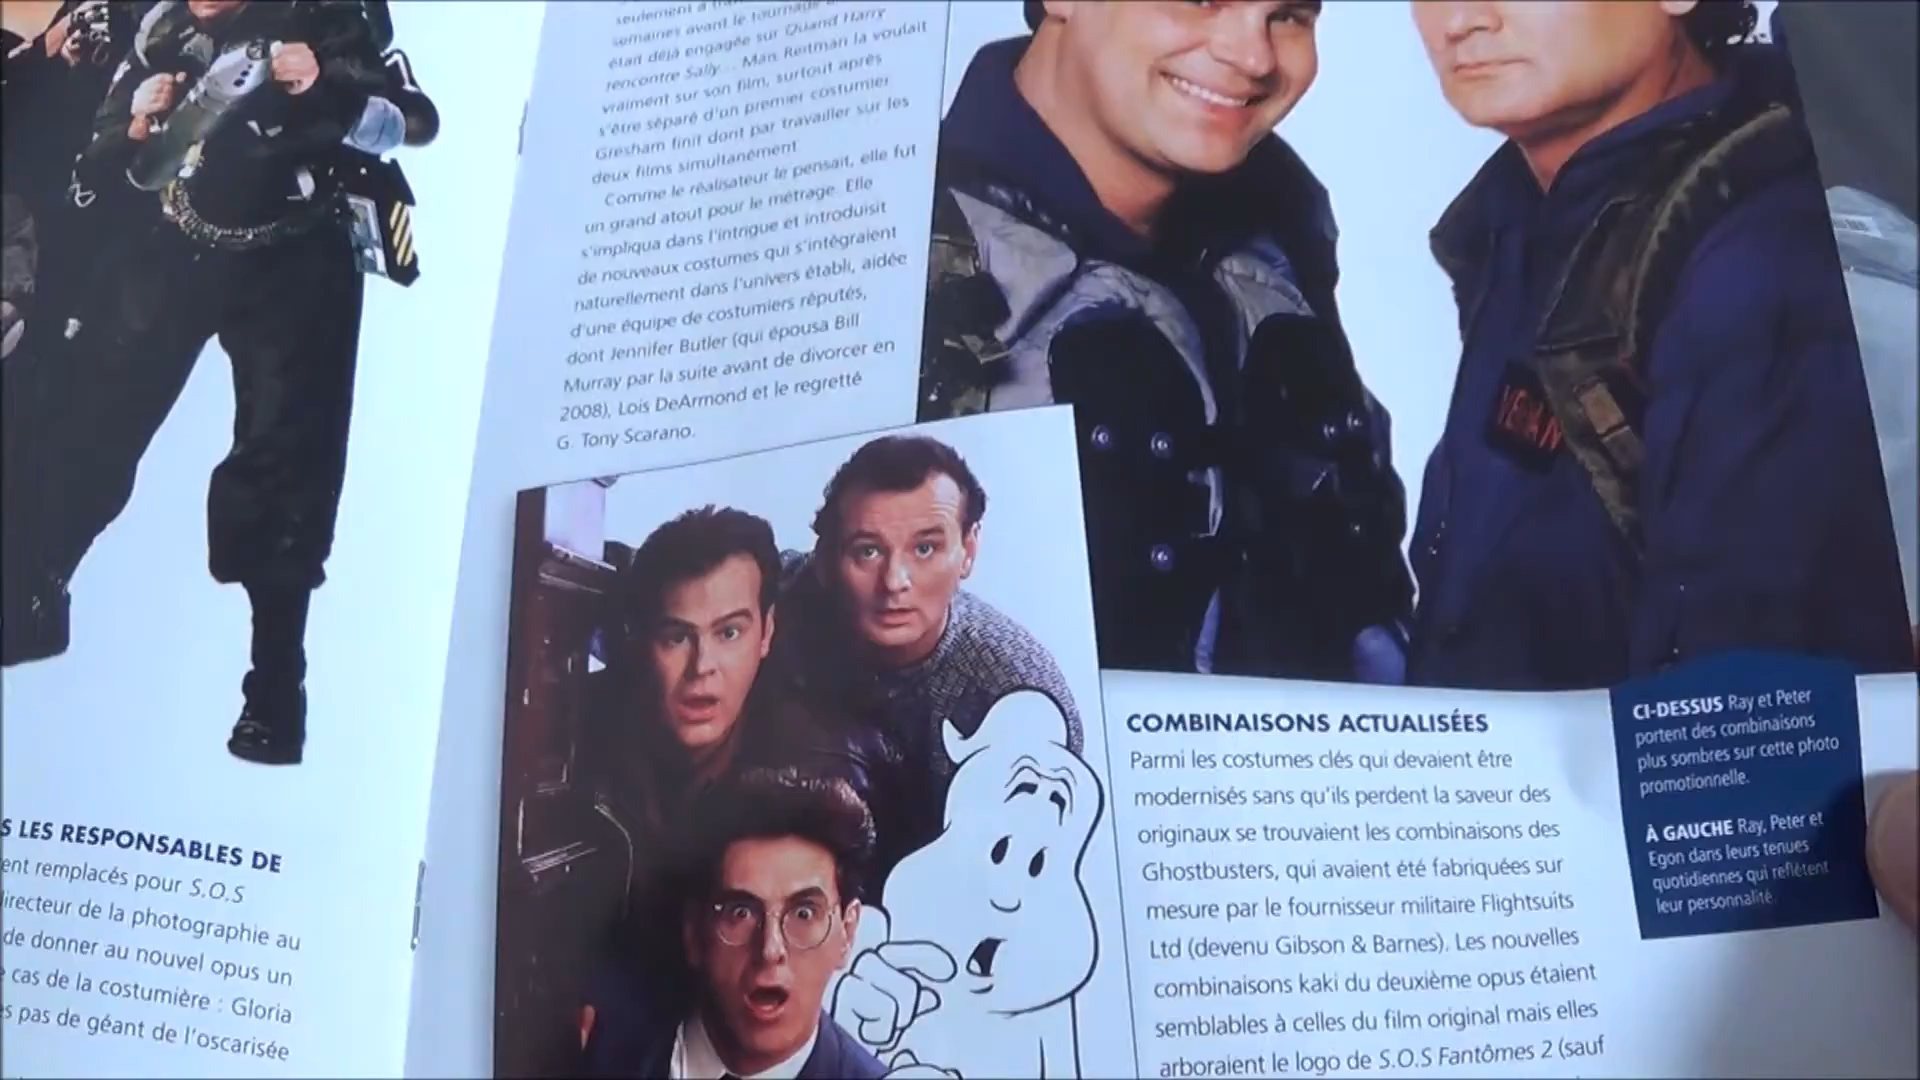 S LES RESPONSABLES DE
ent remplacés pour S.O.S
directeur de la photographie au
de donner au nouvel opus un
cas de la costumière : Gloria
s pas de géant de l'oscarisée
seulement à
semaines avant le tournage
était déjà engagée sur Quand Harry
rencontre Sally... Mais Reitman la voulait
vraiment sur son film, surtout après
s'être séparé d'un premier costumier.
Gresham finit dont par travailler sur les
deux films simultanément.
Comme le réalisateur le pensait, elle fut
un grand atout pour le métrage. Elle
s'impliqua dans l'intrigue et introduisit
de nouveaux costumes qui s'intégraient
naturellement dans l'univers établi, aidée
d'une équipe de costumiers réputés,
dont Jennifer Butler (qui épousa Bill
Murray par la suite avant de divorcer en
2008), Lois DeArmond et le regretté
G. Tony Scarano.
COMBINAISONS ACTUALISÉES
Parmi les costumes clés qui devaient être
modernisés sans qu'ils perdent la saveur des
originaux se trouvaient les combinaisons des
Ghostbusters, qui avaient été fabriquées sur
mesure par le fournisseur militaire Flightsuits
Ltd (devenu Gibson & Barnes). Les nouvelles
combinaisons kaki du deuxième opus étaient
semblables à celles du film original mais elles
arboraient le logo de S.O.S Fantômes 2 (sauf
CI-DESSUS Ray et Peter
portent des combinaisons
plus sombres sur cette photo
promotionnelle.
À GAUCHE Ray, Peter et
Egon dans leurs tenues
quotidiennes qui reflètent
leur personnalité.